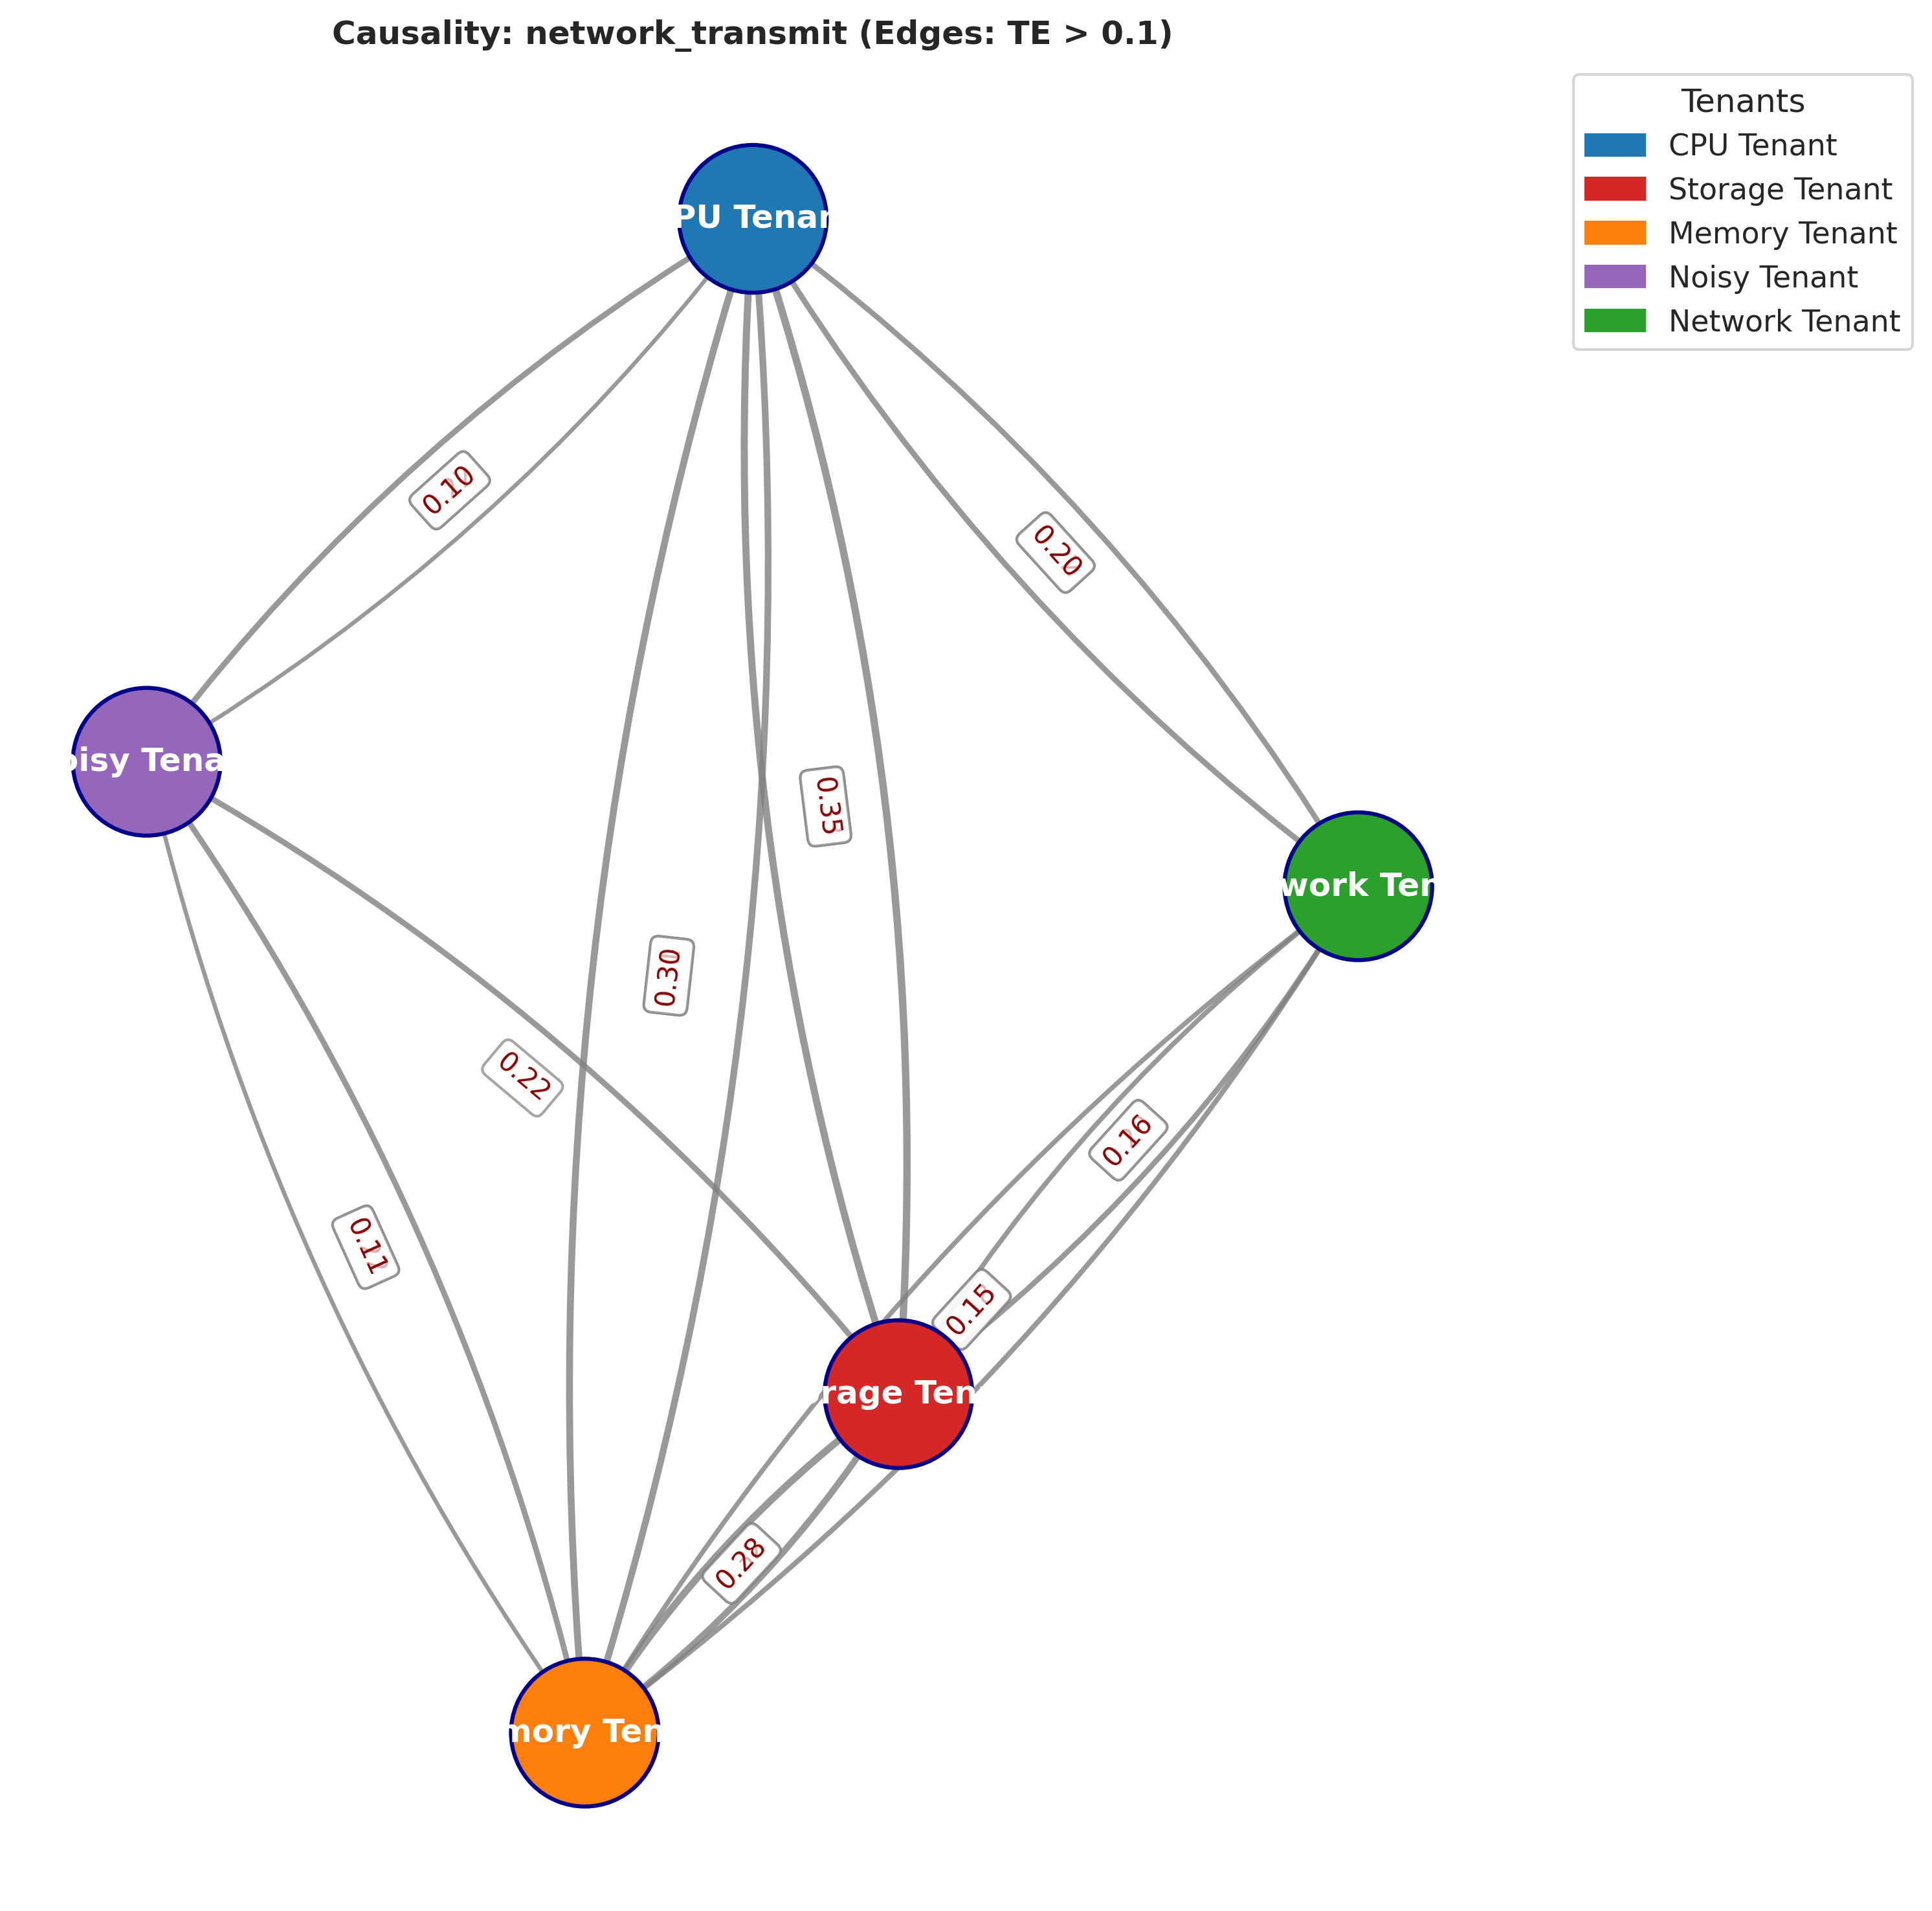 Causality: network_transmit (Edges: TE > 0.1)
Tenants
CPU Tenant
Storage Tenant
Memory Tenant
Noisy Tenant
Network Tenant
PU Tenan
0.10
0.20
oisy Tena
0.35
work Ten
0.30
0.22
0.16
0.11
0.15
rage Ten
0.28
mory Ten